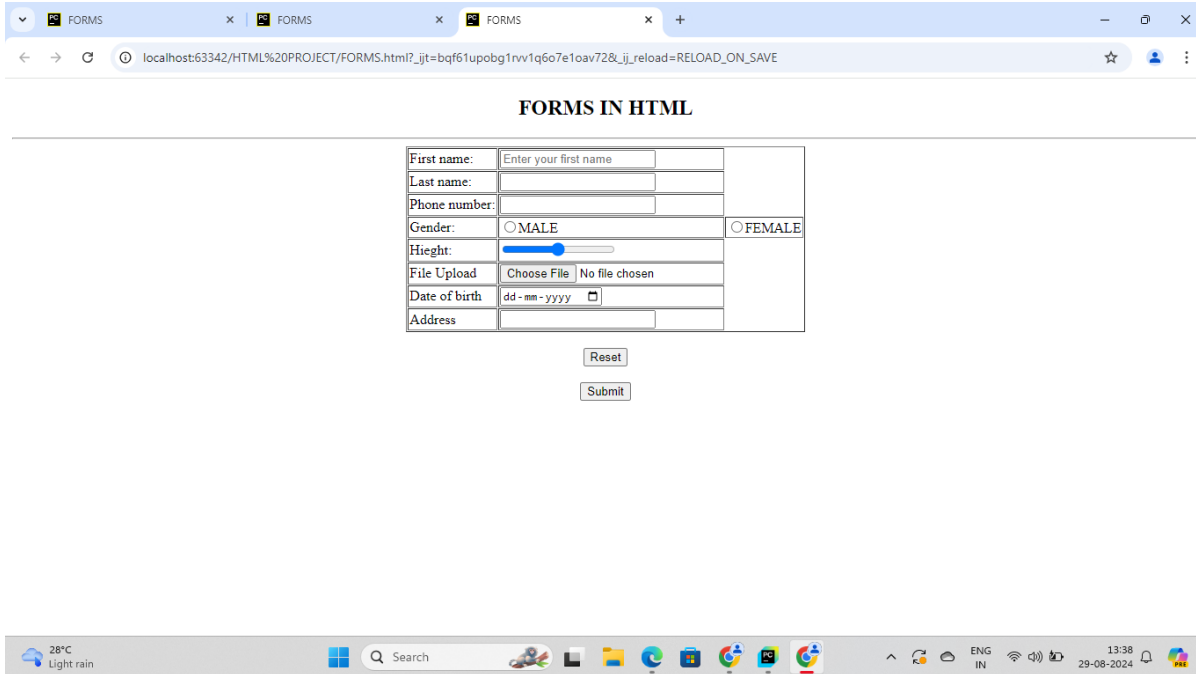 FORMS
FORMS
FORMS
localhost:63342/HTML%20PROJECT/FORMS.html?_ijt=bqf61upobg1rvv1q6o7e1oav72&_ij_reload=RELOAD_ON_SAVE
FORMS IN HTML
First name: Enter your first name
Last name:
Phone number:
Gender: MALE FEMALE
Hieght:
File Upload Choose File No file chosen
Date of birth dd-mm-yyyy
Address
Reset
Submit
28°C
Light rain
Search
ENG
IN
13:38
29-08-2024
PC
PRE